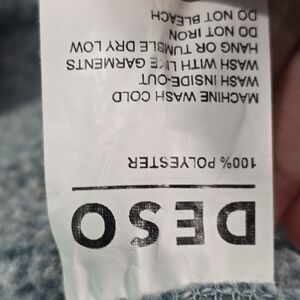 DESO
100% POLYESTER
MACHINE WASH COLD
WASH INSIDE-OUT
WASH WITH LIKE GARMENTS
HANG OR TUMBLE DRY LOW
DO NOT IRON
DO NOT BLEACH